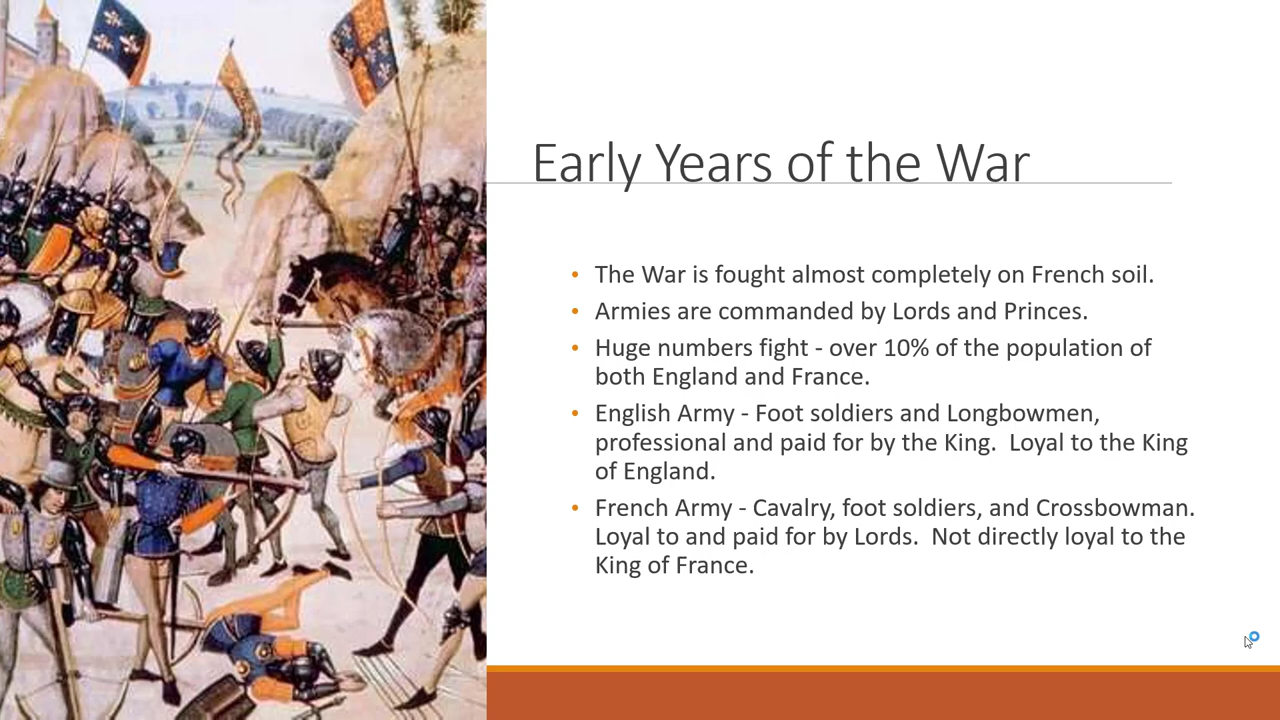 Early Years of the War
• The War is fought almost completely on French soil.
• Armies are commanded by Lords and Princes.
• Huge numbers fight - over 10% of the population of
both England and France.
• English Army - Foot soldiers and Longbowmen,
professional and paid for by the King.  Loyal to the King
of England.
• French Army - Cavalry, foot soldiers, and Crossbowman.
Loyal to and paid for by Lords.  Not directly loyal to the
King of France.